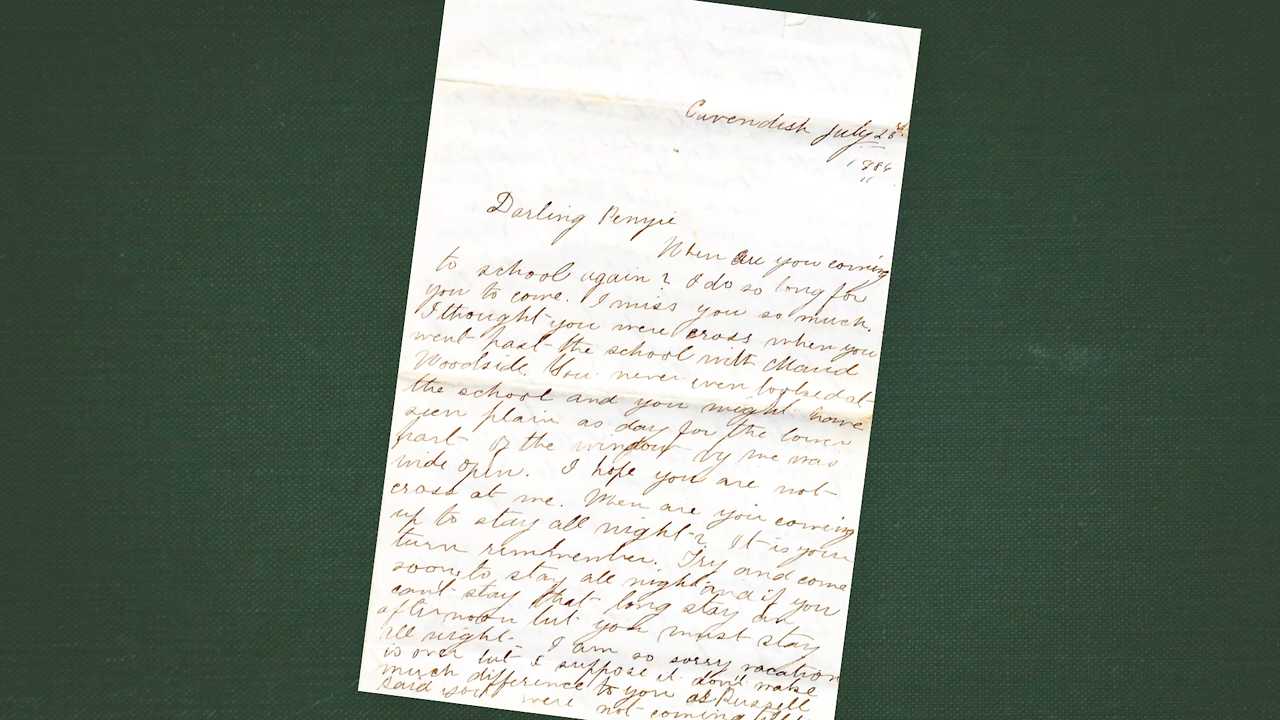 Cavendish July 28th
1886
Darling Penzie
When are you coming
to school again? I do so long for
you to come. I miss you so much.
I thought you were cross when you
went past the school with Maud
Woodside. You never even looked at
the school and you might have
seen plain as day for the lower
part of the window by me was
wide open. I hope you are not
cross at me. When are you coming
up to stay all night? It is your
turn remember. Try and come
soon to stay all night and if you
can't stay that long stay an
afternoon but you must stay
all night. I am so sorry vacation
is over but I suppose it don't make
much difference to you as Russell
said you were not coming